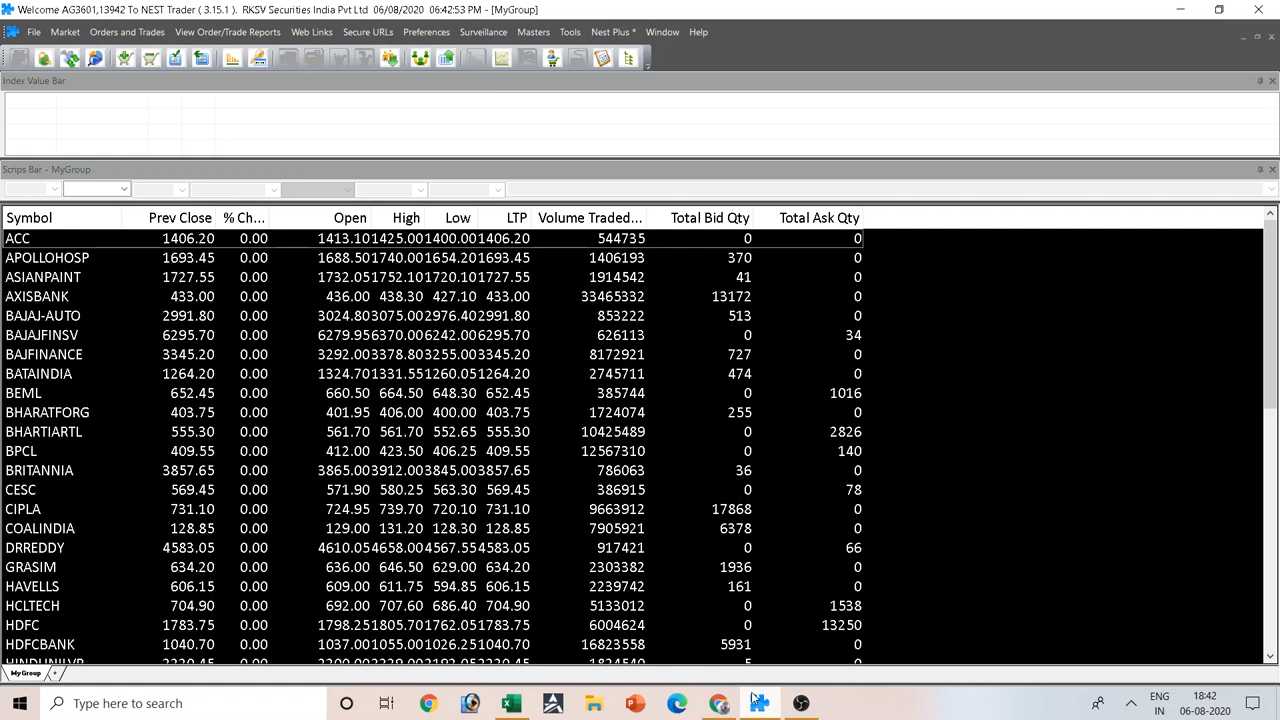 Welcome AG3601,13942 To NEST Trader ( 3.15.1 ). RKSV Securities India Pvt Ltd 06/08/2020 06:42:53 PM - [MyGroup]
File Market Orders and Trades View Order/Trade Reports Web Links Secure URLs Preferences Surveillance Masters Tools Nest Plus * Window Help
Index Value Bar
Scrips Bar - MyGroup
Symbol Prev Close % Ch... Open High Low LTP Volume Traded... Total Bid Qty Total Ask Qty
ACC 1406.20 0.00 1413.10 1425.00 1400.00 1406.20 544735 0 0
APOLLOHOSP 1693.45 0.00 1688.50 1740.00 1654.20 1693.45 1406193 370 0
ASIANPAINT 1727.55 0.00 1732.05 1752.10 1720.10 1727.55 1914542 41 0
AXISBANK 433.00 0.00 436.00 438.30 427.10 433.00 33465332 13172 0
BAJAJ-AUTO 2991.80 0.00 3024.80 3075.00 2976.40 2991.80 853222 513 0
BAJAJFINSV 6295.70 0.00 6279.95 6370.00 6242.00 6295.70 626113 0 34
BAJFINANCE 3345.20 0.00 3292.00 3378.80 3255.00 3345.20 8172921 727 0
BATAINDIA 1264.20 0.00 1324.70 1331.55 1260.05 1264.20 2745711 474 0
BEML 652.45 0.00 660.50 664.50 648.30 652.45 385744 0 1016
BHARATFORG 403.75 0.00 401.95 406.00 400.00 403.75 1724074 255 0
BHARTIARTL 555.30 0.00 561.70 561.70 552.65 555.30 10425489 0 2826
BPCL 409.55 0.00 412.00 423.50 406.25 409.55 12567310 0 140
BRITANNIA 3857.65 0.00 3865.00 3912.00 3845.00 3857.65 786063 36 0
CESC 569.45 0.00 571.90 580.25 563.30 569.45 386915 0 78
CIPLA 731.10 0.00 724.95 739.70 720.10 731.10 9663912 17868 0
COALINDIA 128.85 0.00 129.00 131.20 128.30 128.85 7905921 6378 0
DRREDDY 4583.05 0.00 4610.05 4658.00 4567.55 4583.05 917421 0 66
GRASIM 634.20 0.00 636.00 646.50 629.00 634.20 2303382 1936 0
HAVELLS 606.15 0.00 609.00 611.75 594.85 606.15 2239742 161 0
HCLTECH 704.90 0.00 692.00 707.60 686.40 704.90 5133012 0 1538
HDFC 1783.75 0.00 1798.25 1805.70 1762.05 1783.75 6004624 0 13250
HDFCBANK 1040.70 0.00 1037.00 1055.00 1026.25 1040.70 16823558 5931 0
MyGroup
Type here to search
ENG
IN
18:42
06-08-2020